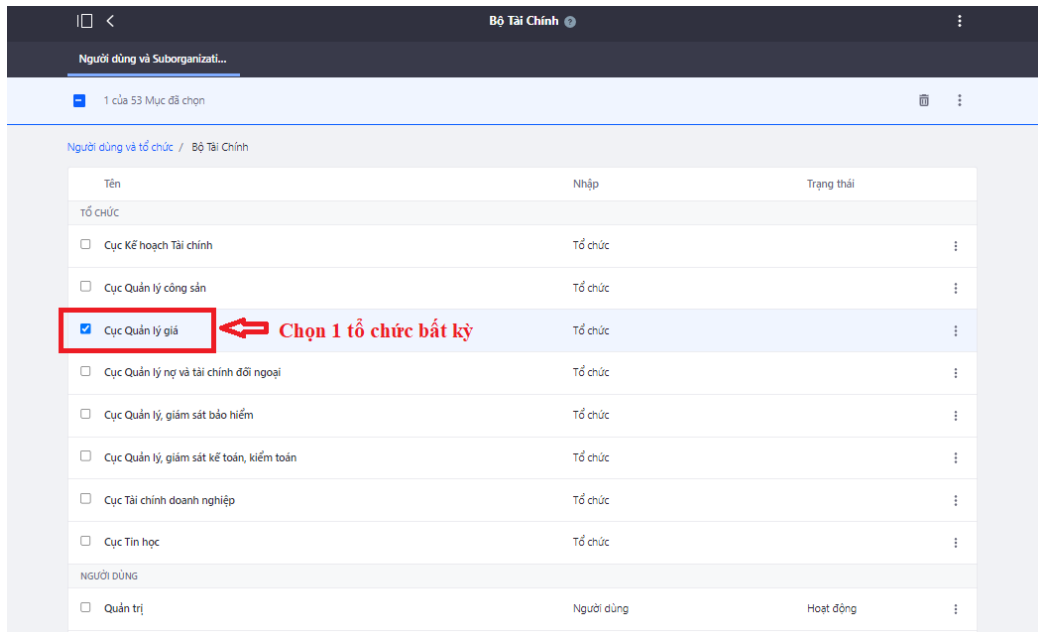 Bộ Tài Chính
Người dùng và Suborganizati...
1 của 53 Mục đã chọn
Người dùng và tổ chức / Bộ Tài Chính
Tên Nhập Trạng thái
TỔ CHỨC
Cục Kế hoạch Tài chính Tổ chức
Cục Quản lý công sản Tổ chức
Cục Quản lý giá Chọn 1 tổ chức bất kỳ Tổ chức
Cục Quản lý nợ và tài chính đối ngoại Tổ chức
Cục Quản lý, giám sát bảo hiểm Tổ chức
Cục Quản lý, giám sát kế toán, kiểm toán Tổ chức
Cục Tài chính doanh nghiệp Tổ chức
Cục Tin học Tổ chức
NGƯỜI DÙNG
Quản trị Người dùng Hoạt động